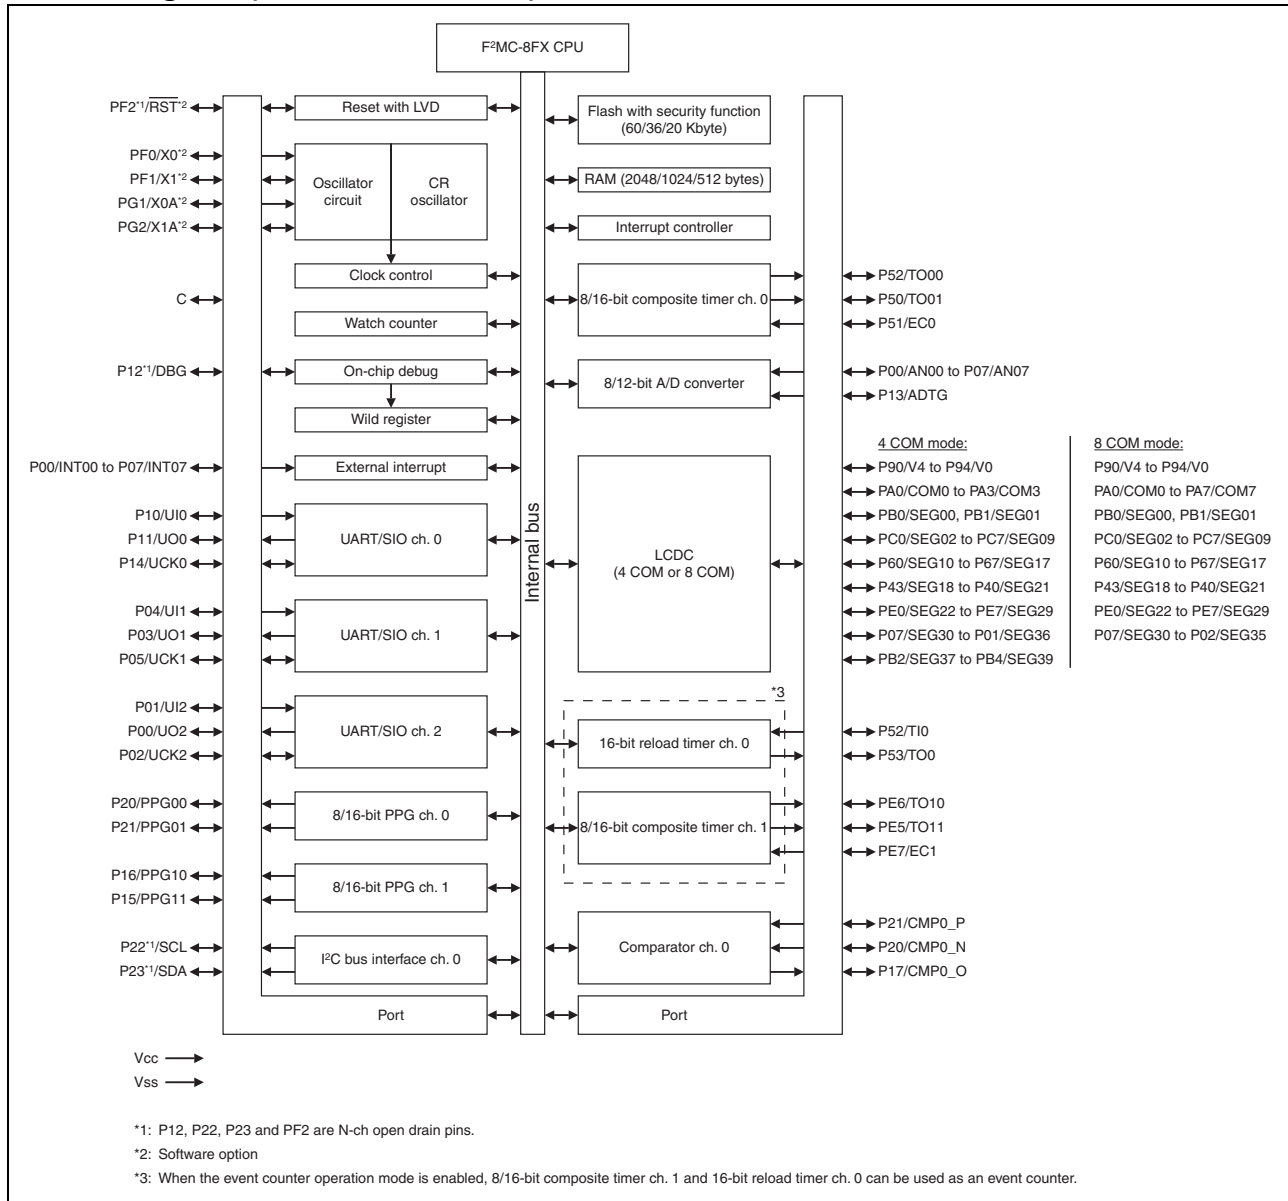 F²MC-8FX CPU
PF2*1/RST*2
Reset with LVD
Flash with security function
(60/36/20 Kbyte)
PF0/X0*2
PF1/X1*2
PG1/X0A*2
PG2/X1A*2
Oscillator
circuit
CR
oscillator
RAM (2048/1024/512 bytes)
Interrupt controller
Clock control
C
Watch counter
8/16-bit composite timer ch. 0
P52/TO00
P50/TO01
P51/EC0
P12*1/DBG
On-chip debug
Wild register
8/12-bit A/D converter
P00/AN00 to P07/AN07
P13/ADTG
P00/INT00 to P07/INT07
External interrupt
P10/UI0
P11/UO0
P14/UCK0
UART/SIO ch. 0
P04/UI1
P03/UO1
P05/UCK1
UART/SIO ch. 1
Internal bus
LCDC
(4 COM or 8 COM)
4 COM mode:
P90/V4 to P94/V0
PA0/COM0 to PA3/COM3
PB0/SEG00, PB1/SEG01
PC0/SEG02 to PC7/SEG09
P60/SEG10 to P67/SEG17
P43/SEG18 to P40/SEG21
PE0/SEG22 to PE7/SEG29
P07/SEG30 to P01/SEG36
PB2/SEG37 to PB4/SEG39
8 COM mode:
P90/V4 to P94/V0
PA0/COM0 to PA7/COM7
PB0/SEG00, PB1/SEG01
PC0/SEG02 to PC7/SEG09
P60/SEG10 to P67/SEG17
P43/SEG18 to P40/SEG21
PE0/SEG22 to PE7/SEG29
P07/SEG30 to P02/SEG35
P01/UI2
P00/UO2
P02/UCK2
UART/SIO ch. 2
*3
16-bit reload timer ch. 0
P52/TI0
P53/TO0
P20/PPG00
P21/PPG01
8/16-bit PPG ch. 0
8/16-bit composite timer ch. 1
PE6/TO10
PE5/TO11
PE7/EC1
P16/PPG10
P15/PPG11
8/16-bit PPG ch. 1
P22*1/SCL
P23*1/SDA
I²C bus interface ch. 0
Comparator ch. 0
P21/CMP0_P
P20/CMP0_N
P17/CMP0_O
Port
Port
Vcc
Vss
*1: P12, P22, P23 and PF2 are N-ch open drain pins.
*2: Software option
*3: When the event counter operation mode is enabled, 8/16-bit composite timer ch. 1 and 16-bit reload timer ch. 0 can be used as an event counter.